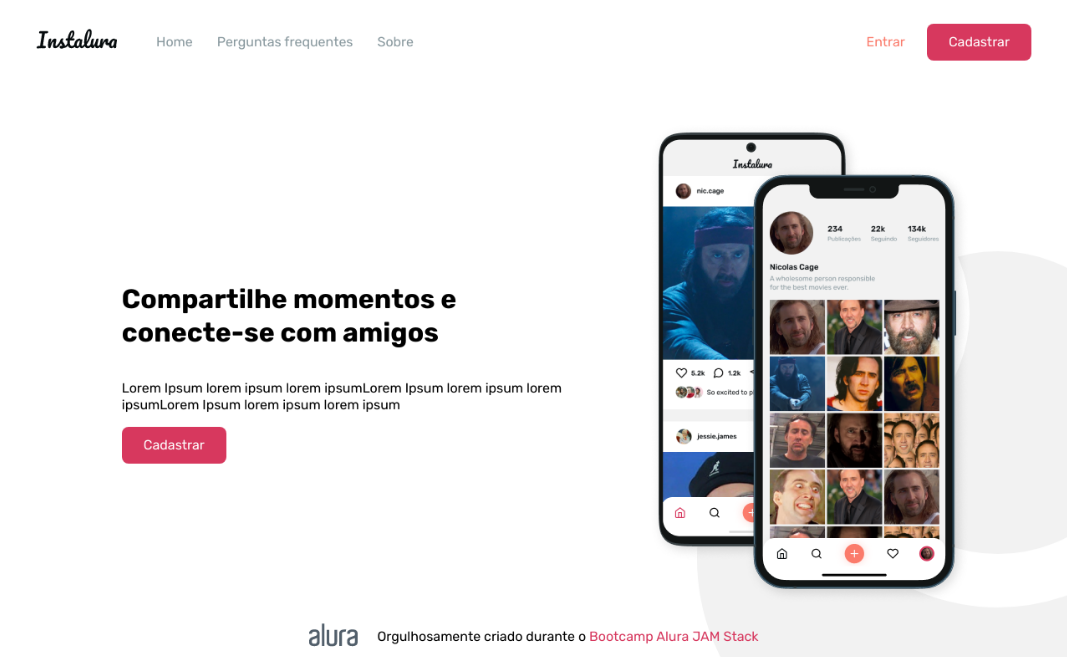 Instalura
Home
Perguntas frequentes
Sobre
Entrar
Cadastrar
Compartilhe momentos e
conecte-se com amigos
Lorem Ipsum lorem ipsum lorem ipsumLorem Ipsum lorem ipsum lorem
ipsumLorem Ipsum lorem ipsum lorem ipsum
Cadastrar
Instalura
nic.cage
5.2k
1.2k
So excited to p
jessie.james
234
22k
134k
Publicações
Seguindo
Seguidores
Nicolas Cage
A wholesome person responsible
for the best movies ever.
alura
Orgulhosamente criado durante o Bootcamp Alura JAM Stack